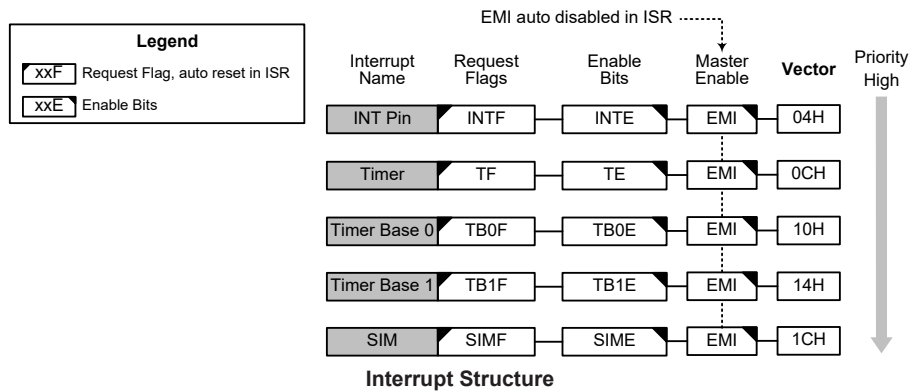 EMI auto disabled in ISR
Legend
xxF Request Flag, auto reset in ISR
xxE Enable Bits
Interrupt Name
Request Flags
Enable Bits
Master Enable
Vector
Priority High
INT Pin INTF INTE EMI 04H
Timer TF TE EMI 0CH
Timer Base 0 TB0F TB0E EMI 10H
Timer Base 1 TB1F TB1E EMI 14H
SIM SIMF SIME EMI 1CH
Interrupt Structure